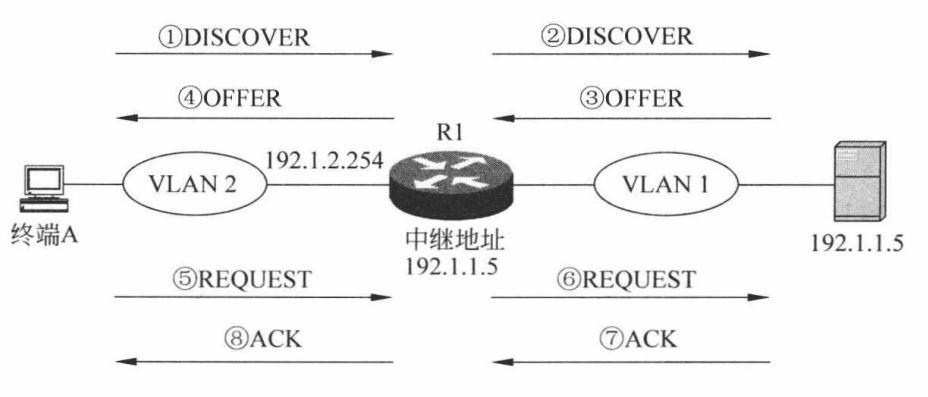 ①DISCOVER
②DISCOVER
④OFFER
③OFFER
R1
192.1.2.254
VLAN 2
VLAN 1
终端A
中继地址
192.1.1.5
192.1.1.5
⑤REQUEST
⑥REQUEST
⑧ACK
⑦ACK